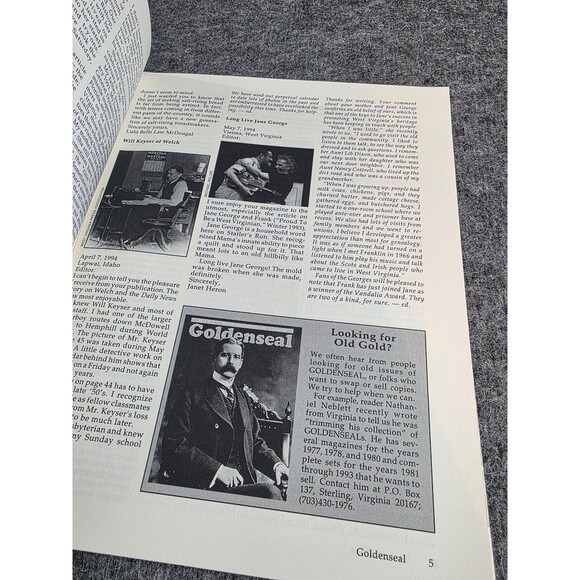 doesn't seem to mind.
I just wanted you to know that
the art of making salt-rising bread
is far from being extinct. In fact,
with letters coming in from differ-
ent parts of the country, it sounds
like we may have a new genera-
tion of salt-rising breadmakers.
Sincerely yours,
Lula Belle Law McDougal
Will Keyser of Welch
April 7, 1994
Lapwai, Idaho
Editor:
I can't begin to tell you the pleasure
receive from your publication. The
ory on Welch and the Daily News
as most enjoyable.
knew Will Keyser and most of
staff. I had one of the larger
rboy routes down McDowell
to Hemphill during World
The picture of Mr. Keyser
45 was taken during May
A little detective work on
dar behind him shows that
on a Friday and not again
years.
on page 44 has to have
late '50's. I recognize
as fellow classmates
from Mr. Keyser's loss
to be much later.
sbyterian and knew
my Sunday school
We have used our perpetual calendar
to date lots of photos in the past and
are embarrassed to have overlooked the
possibility this time. Thanks for help-
ing. — ed.
Long Live Jane George
May 7, 1994
Vienna, West Virginia
Editor:
I sure enjoy your magazine to the
utmost, especially the article on
Jane George and Frank ("Proud To
Be a West Virginian," Winter 1993).
Jane George is a household word
here on Staller's Run. She recog-
nized Mama's innate ability to piece
a quilt and stood up for it. That
meant lots to an old hillbilly like
Mama.
Long live Jane George! The mold
was broken when she was made,
definitely.
Sincerely,
Janet Heron
Thanks for writing. Your comment
about your mother and Jane George
confirms an old belief of ours, which is
that one of the keys to Jane's success in
promoting West Virginia's heritage
has been keeping in touch with people.
"When I was little," she recently
wrote to us, "I used to go visit the old
people in the community. I liked to
listen to them talk, to see the way they
dressed and to ask questions. I remem-
ber Aunt Lib Dixon, who used to come
and stay with her daughter who was
our next door neighbor. I remember
Aunt Nancy Cottrell, who lived up the
dirt road and who was a cousin of my
grandmother.
"When I was growing up, people had
milk cows, chickens, pigs, and they
churned butter, made cottage cheese,
gathered eggs, and butchered hogs. I
went to a one-room school where we
played ante-over and prisoner base at
recess. We had lots of visits from
family members and we went to re-
unions. I believe I developed a greater
appreciation than most for genealogy.
It was as if someone had turned on a
light when I met Franklin in 1966 and
listened to him play his music and talk
about the Scots and Irish people who
came to live in West Virginia."
Fans of the Georges will be pleased to
note that Frank has just joined Jane as
a winner of the Vandalia Award. They
are two of a kind, for sure. — ed.
Goldenseal
Looking for
Old Gold?
We often hear from people
looking for old issues of
GOLDENSEAL, or folks who
want to swap or sell copies.
We try to help when we can.
For example, reader Nathan-
iel Neblett recently wrote
from Virginia to tell us he was
"trimming his collection" of
GOLDENSEALs. He has sev-
eral magazines for the years
1977, 1978, and 1980 and com-
plete sets for the years 1981
through 1993 that he wants to
sell. Contact him at P.O. Box
137, Sterling, Virginia 20167;
(703)430-1976.
Goldenseal 5